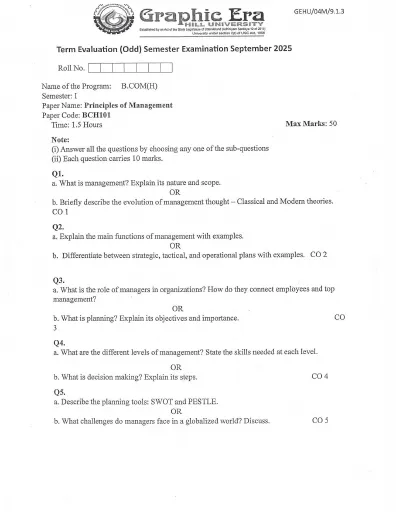 GEHU/04M/9.1.3
Graphic Era
HILL UNIVERSITY
Term Evaluation (Odd) Semester Examination September 2025
Roll No.
Name of the Program: B.COM(H)
Semester: I
Paper Name: Principles of Management
Paper Code: BCH101
Time: 1.5 Hours Max Marks: 50
Note:
(i) Answer all the questions by choosing any one of the sub-questions
(ii) Each question carries 10 marks.
Q1.
a. What is management? Explain its nature and scope.
OR
b. Briefly describe the evolution of management thought – Classical and Modern theories.
CO 1
Q2.
a. Explain the main functions of management with examples.
OR
b. Differentiate between strategic, tactical, and operational plans with examples. CO 2
Q3.
a. What is the role of managers in organizations? How do they connect employees and top
management?
OR
b. What is planning? Explain its objectives and importance. CO
3
Q4.
a. What are the different levels of management? State the skills needed at each level.
OR
b. What is decision making? Explain its steps. CO 4
Q5.
a. Describe the planning tools: SWOT and PESTLE.
OR
b. What challenges do managers face in a globalized world? Discuss. CO 5